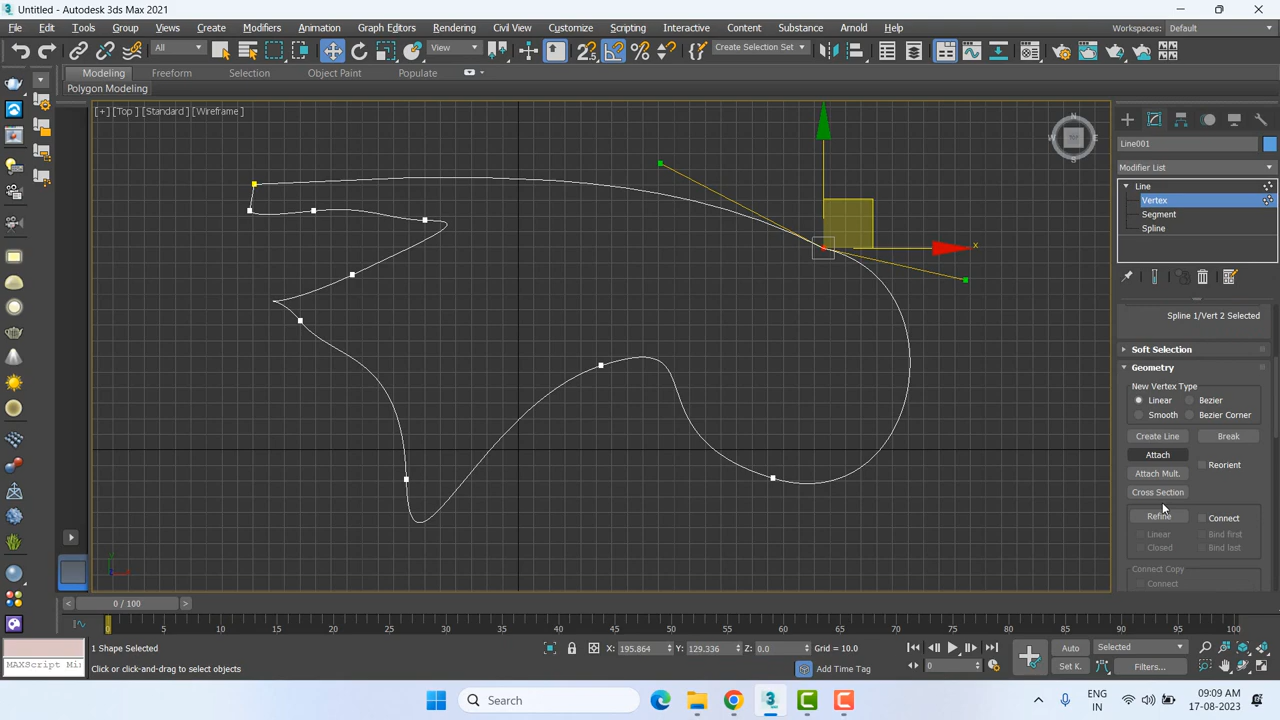 Untitled - Autodesk 3ds Max 2021
File Edit Tools Group Views Create Modifiers Animation Graph Editors Rendering Civil View Customize Scripting Interactive Content Substance Arnold Help
Workspaces: Default
All View Create Selection Set
Modeling Freeform Selection Object Paint Populate
Polygon Modeling
[+] [Top ] [Standard ] [Wireframe ]
N
W E
S
x
Line001
Modifier List
Line
Vertex
Segment
Spline
Spline 1/Vert 2 Selected
Soft Selection
Geometry
New Vertex Type
Linear Bezier
Smooth Bezier Corner
Create Line Break
Attach
Reorient
Attach Mult.
Cross Section
Refine Connect
Linear Bind first
Closed Bind last
Connect Copy
Connect
< 0 / 100 >
0 5 10 15 20 25 30 35 40 45 50 55 60 65 70 75 80 85 90 95 100
1 Shape Selected
X: 195.864 Y: 129.336 Z: 0.0 Grid = 10.0
Auto Selected
MAXScript Mi
Click or click-and-drag to select objects
Add Time Tag
0
Set K. Filters...
Search
ENG
IN
09:09 AM
17-08-2023